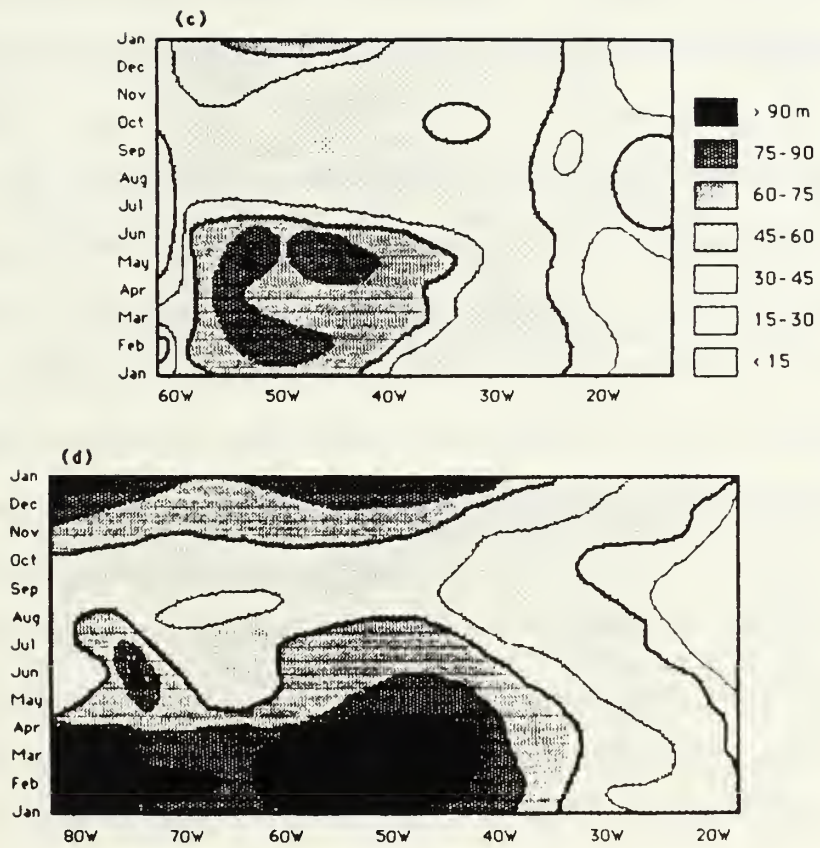 (c)
Jan
Dec
Nov
Oct
Sep
Aug
Jul
Jun
May
Apr
Mar
Feb
Jan
60W 50W 40W 30W 20W
> 90 m
75-90
60-75
45-60
30-45
15-30
< 15
(d)
Jan
Dec
Nov
Oct
Sep
Aug
Jul
Jun
May
Apr
Mar
Feb
Jan
80W 70W 60W 50W 40W 30W 20W